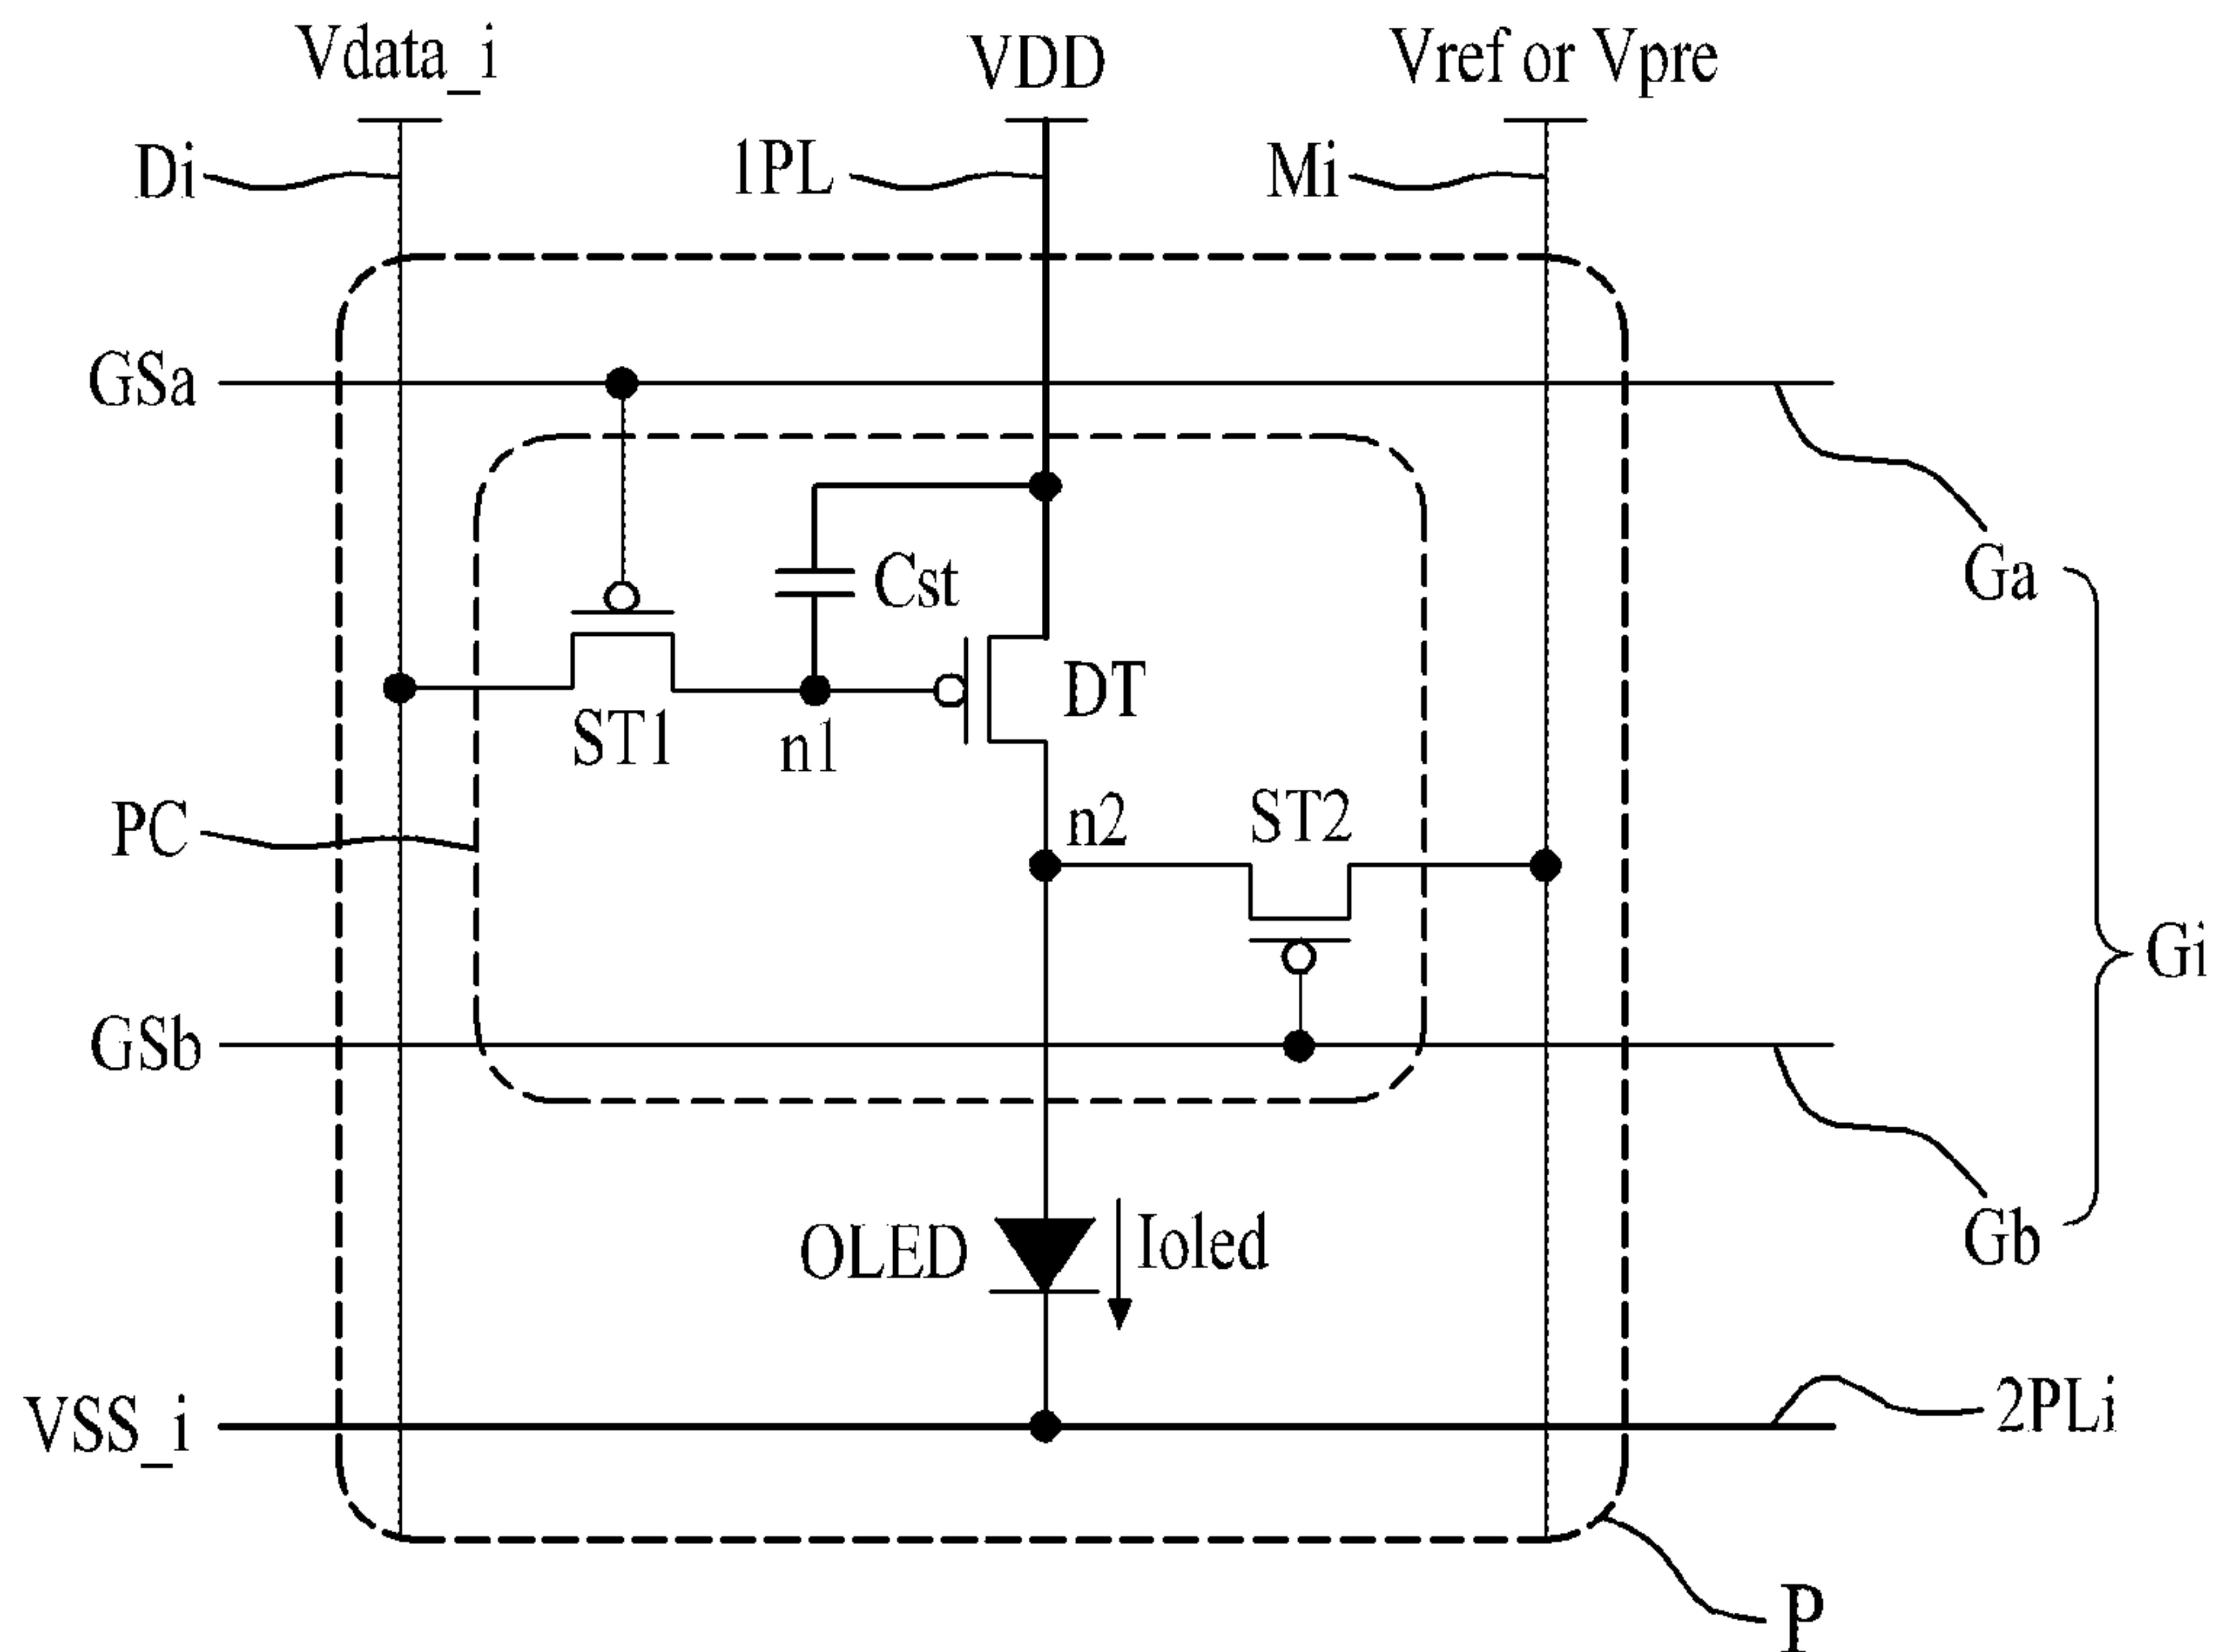 Vdata_i
VDD
Vref or Vpre
Di
1PL
Mi
GSa
Ga
Cst
DT
ST1
n1
PC
n2
ST2
Gi
GSb
Gb
OLED
Ioled
VSS_i
2PLi
P